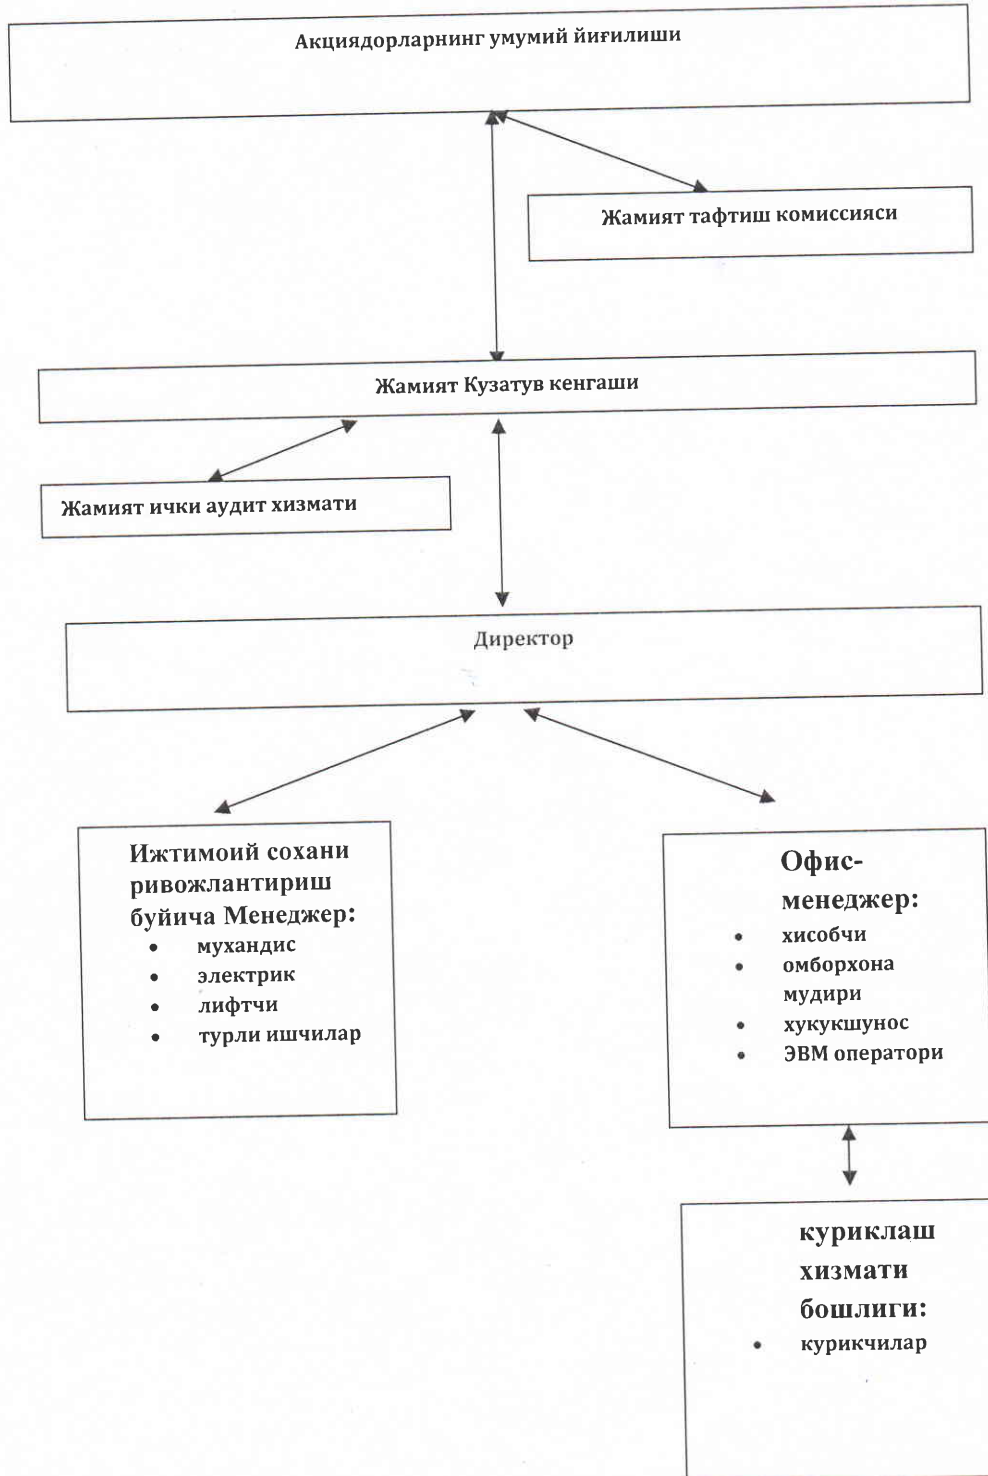 Акциядорларнинг умумий йиғилиши
Жамият тафтиш комиссияси
Жамият Кузатув кенгаши
Жамият ички аудит хизмати
Директор
Ижтимоий сохани
ривожлантириш
буйича Менеджер:
• мухандис
• электрик
• лифтчи
• турли ишчилар
Офис-
менеджер:
• хисобчи
• омборхона
мудири
• хукукшунос
• ЭВМ оператори
куриклаш
хизмати
бошлиги:
• курикчилар